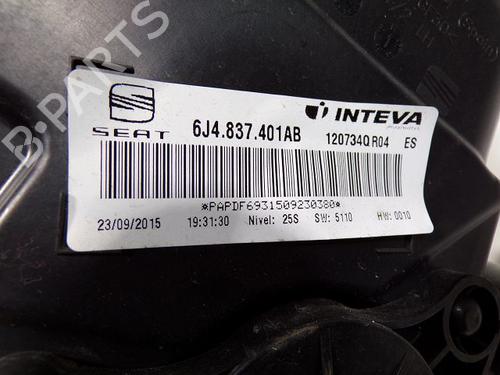 B-PARTS
SEAT
6J4.837.401AB
INTEVA
120734Q R04 ES
*PAPDF6931509230380*
23/09/2015 19:31:30 Nivel: 25S SW: 5110 HW: 0010